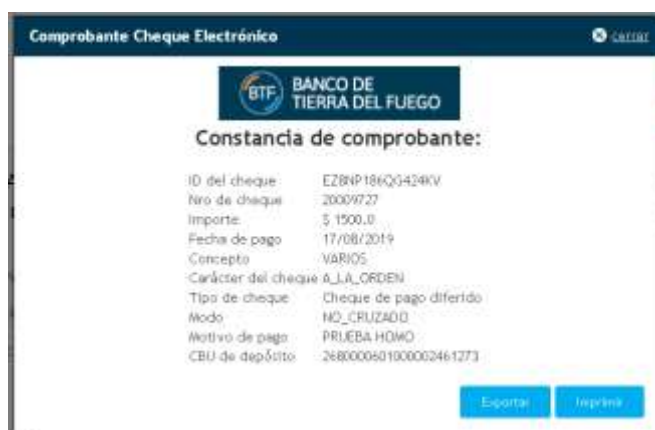 Comprobante Cheque Electrónico cerrar
BTF BANCO DE
TIERRA DEL FUEGO
Constancia de comprobante:
ID del cheque EZ8NP186QG424KV
Nro de cheque 20009727
Importe $ 1500.0
Fecha de pago 17/08/2019
Concepto VARIOS
Carácter del cheque A_LA_ORDEN
Tipo de cheque Cheque de pago diferido
Modo NO_CRUZADO
Motivo de pago PRUEBA HOMO
CBU de depósito 2680000601000002461273
Exportar Imprimir